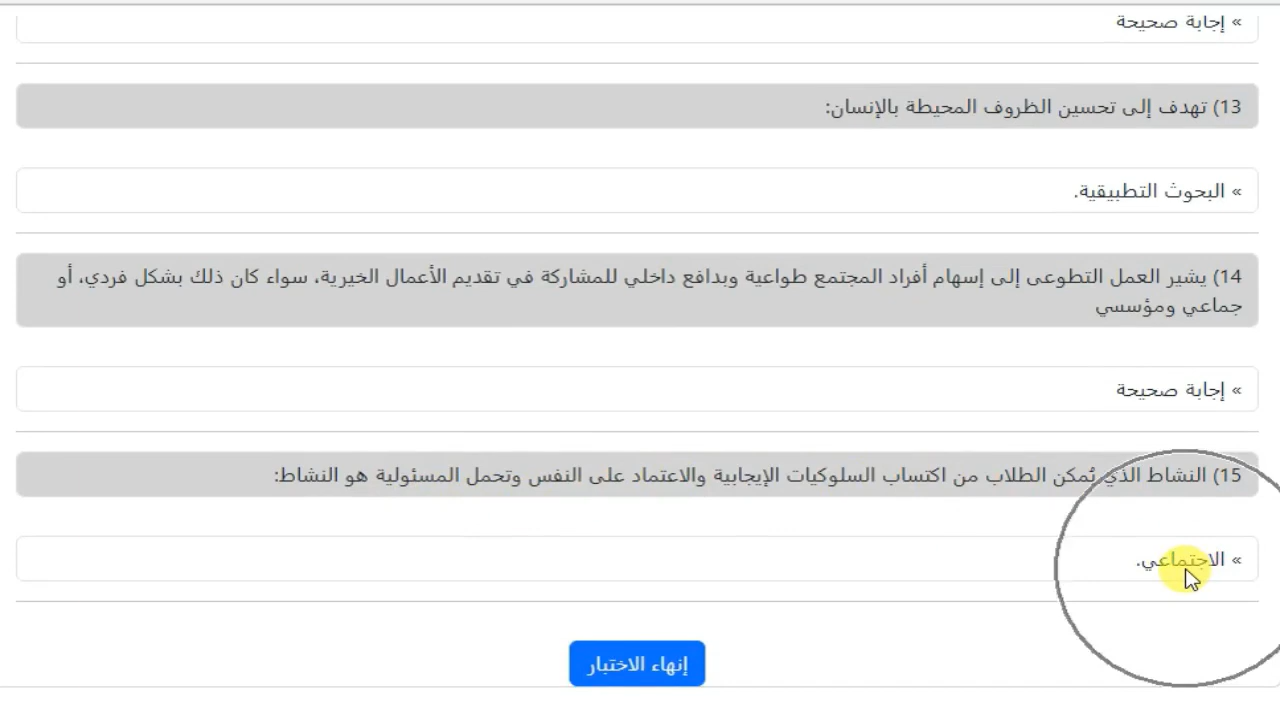 » إجابة صحيحة
13) تهدف إلى تحسين الظروف المحيطة بالإنسان:
» البحوث التطبيقية.
14) يشير العمل التطوعى إلى إسهام أفراد المجتمع طواعية وبدافع داخلي للمشاركة في تقديم الأعمال الخيرية، سواء كان ذلك بشكل فردي، أو
جماعي ومؤسسي
» إجابة صحيحة
15) النشاط الذي يُمكن الطلاب من اكتساب السلوكيات الإيجابية والاعتماد على النفس وتحمل المسئولية هو النشاط:
» الاجتماعي.
إنهاء الاختبار